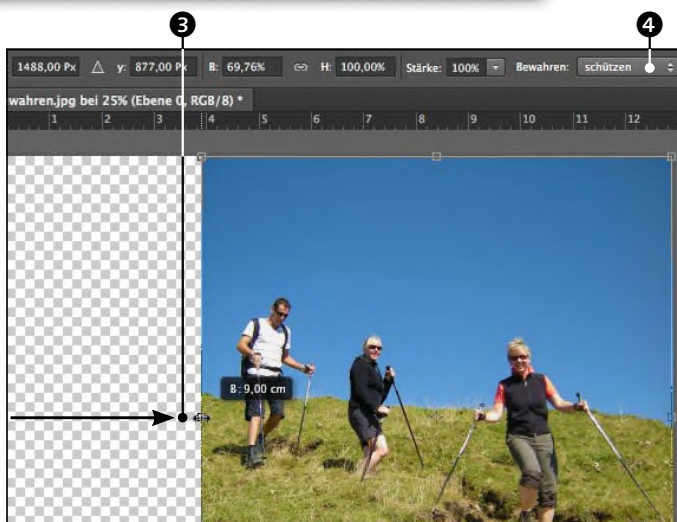 3 4
1488,00 Px △ y: 877,00 Px B: 69,76% H: 100,00% Stärke: 100% Bewahren: schützen
wahren.jpg bei 25% (Ebene 0, RGB/8) *
1 2 3 4 5 6 7 8 9 10 11 12
B: 9,00 cm